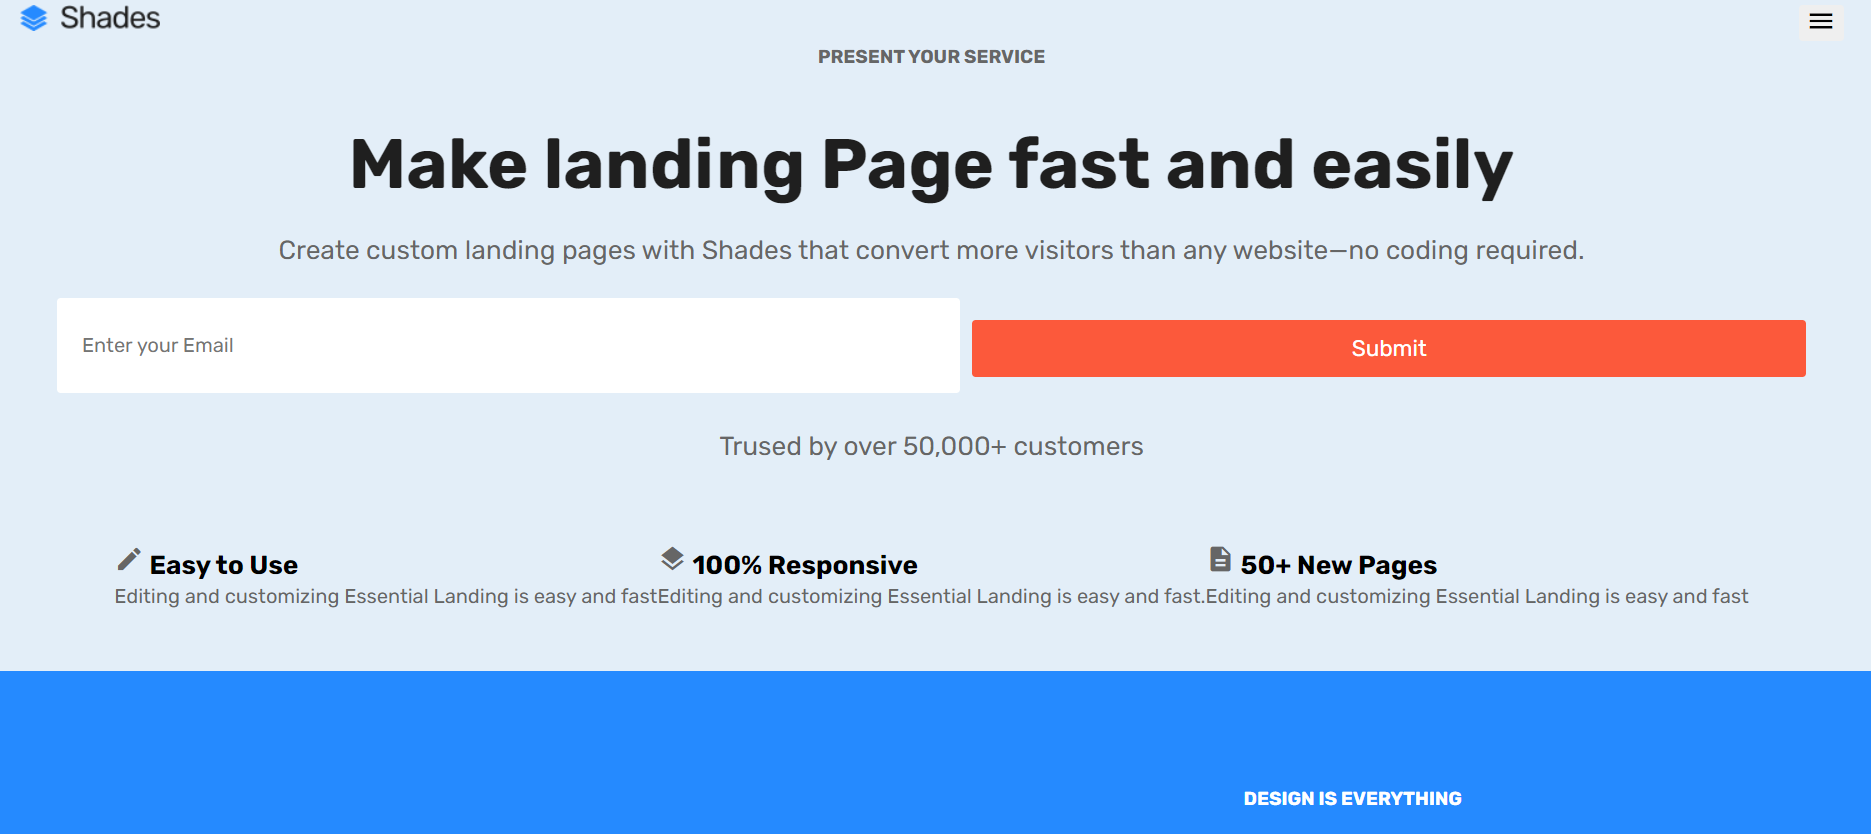 Shades
PRESENT YOUR SERVICE
Make landing Page fast and easily
Create custom landing pages with Shades that convert more visitors than any website—no coding required.
Enter your Email
Submit
Trused by over 50,000+ customers
Easy to Use
Editing and customizing Essential Landing is easy and fast
100% Responsive
Editing and customizing Essential Landing is easy and fast.
50+ New Pages
Editing and customizing Essential Landing is easy and fast
DESIGN IS EVERYTHING